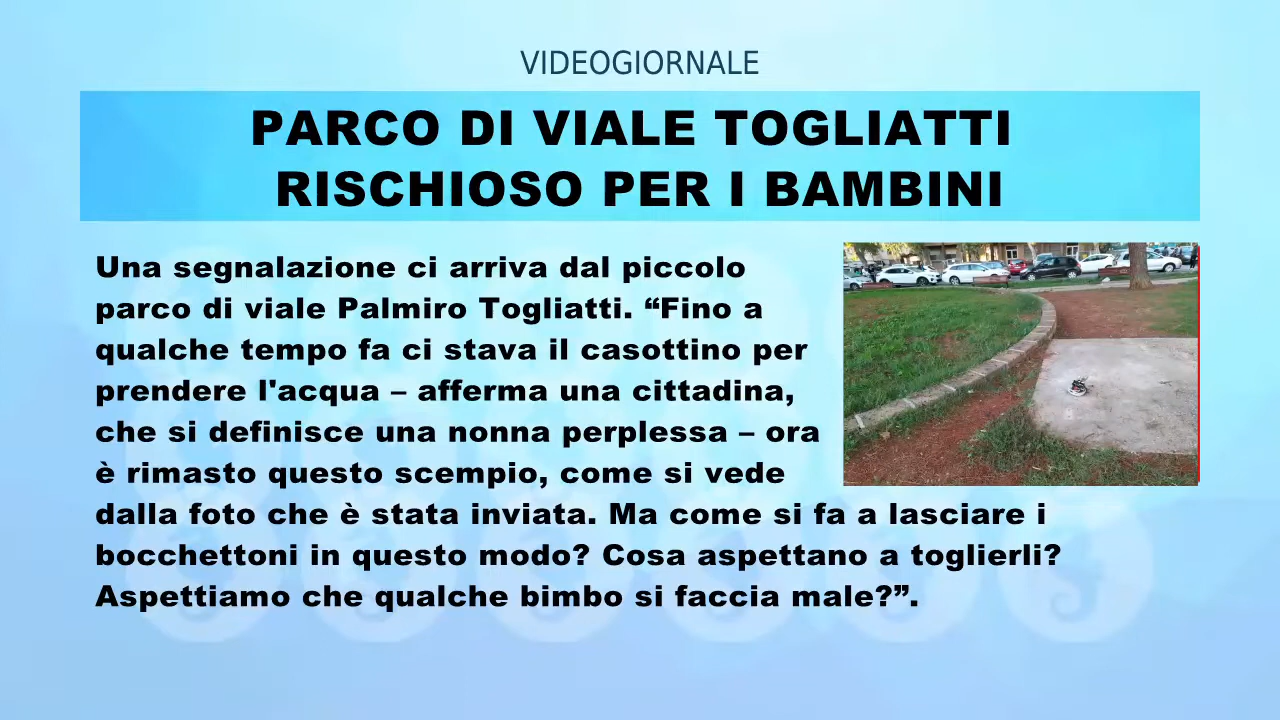 VIDEOGIORNALE
PARCO DI VIALE TOGLIATTI
RISCHIOSO PER I BAMBINI
Una segnalazione ci arriva dal piccolo
parco di viale Palmiro Togliatti. “Fino a
qualche tempo fa ci stava il casottino per
prendere l'acqua – afferma una cittadina,
che si definisce una nonna perplessa – ora
è rimasto questo scempio, come si vede
dalla foto che è stata inviata. Ma come si fa a lasciare i
bocchettoni in questo modo? Cosa aspettano a toglierli?
Aspettiamo che qualche bimbo si faccia male?”.